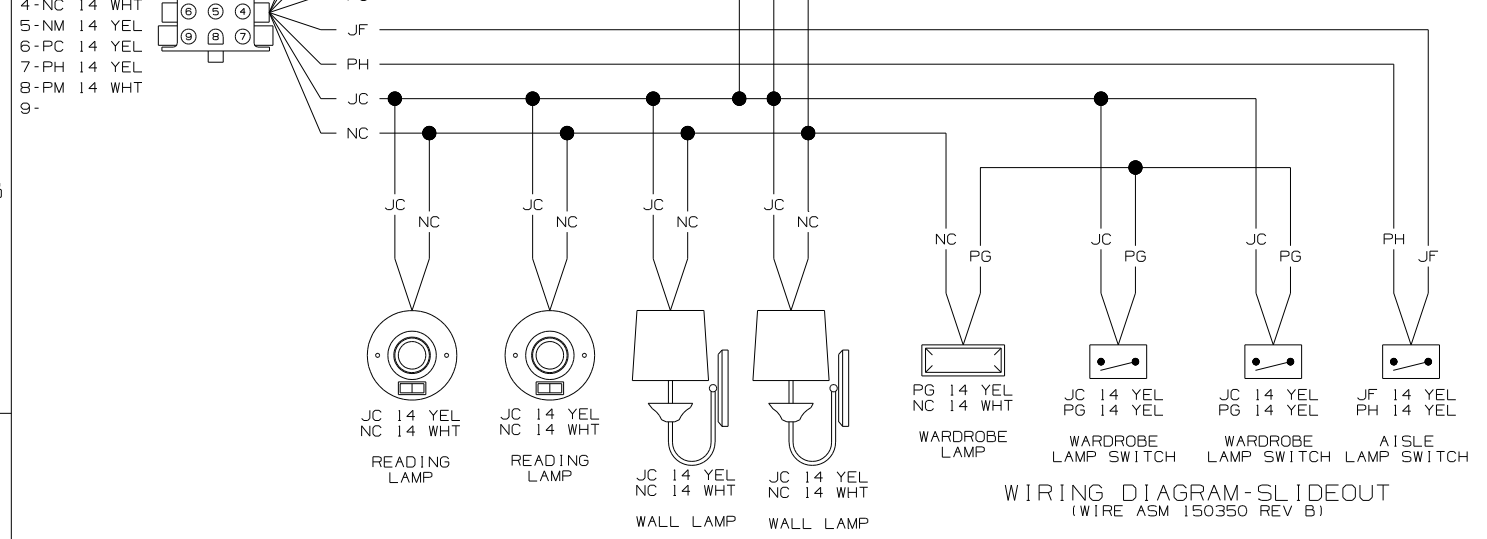 4-NC 14 WHT
5-NM 14 YEL
6-PC 14 YEL
7-PH 14 YEL
8-PM 14 WHT
9-
6 5 4
9 8 7
JF
PH
JC
NC
JC NC JC NC JC NC JC NC
NC PG JC PG JC PG PH JF
JC 14 YEL
NC 14 WHT
READING
LAMP
JC 14 YEL
NC 14 WHT
READING
LAMP
JC 14 YEL
NC 14 WHT
WALL LAMP
JC 14 YEL
NC 14 WHT
WALL LAMP
PG 14 YEL
NC 14 WHT
WARDROBE
LAMP
JC 14 YEL
PG 14 YEL
WARDROBE
LAMP SWITCH
JC 14 YEL
PG 14 YEL
WARDROBE
LAMP SWITCH
JF 14 YEL
PH 14 YEL
AISLE
LAMP SWITCH
WIRING DIAGRAM-SLIDEOUT
(WIRE ASM 150350 REV B)